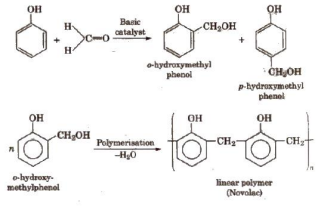 OH
+
H
H
C=O
Basic
catalyst
OH
CH₂OH
o-hydroxymethyl
phenol
+
OH
CH₂OH
p-hydroxymethyl
phenol
n
OH
CH₂OH
o-hydroxy-
methylphenol
Polymerisation
–H₂O
OH
CH₂
OH
CH₂
n
linear polymer
(Novolac)